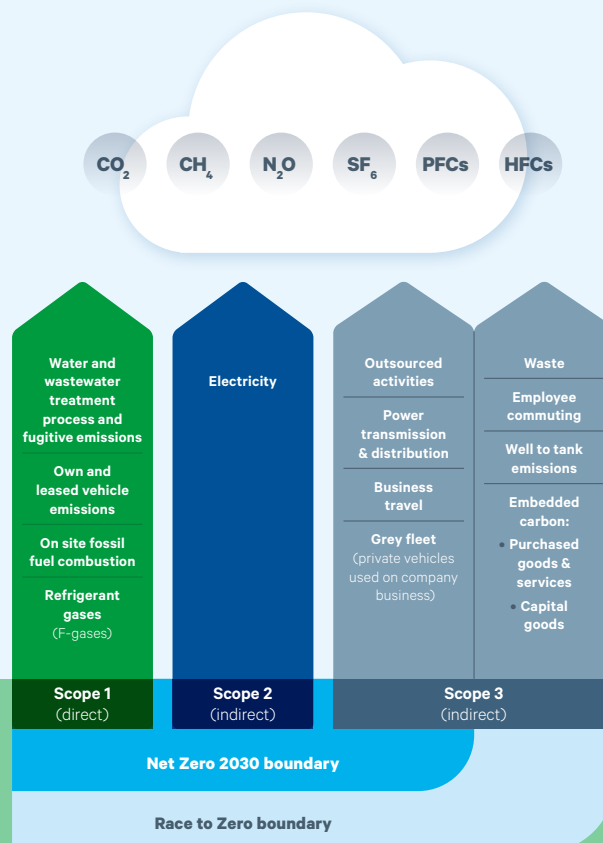 CO2
CH4
N2O
SF6
PFCs
HFCs
Water and
wastewater
treatment
process and
fugitive emissions
Own and
leased vehicle
emissions
On site fossil
fuel combustion
Refrigerant
gases
(F-gases)
Scope 1
(direct)
Electricity
Scope 2
(indirect)
Outsourced
activities
Power
transmission
& distribution
Business
travel
Grey fleet
(private vehicles
used on company
business)
Waste
Employee
commuting
Well to tank
emissions
Embedded
carbon:
• Purchased
goods &
services
• Capital
goods
Scope 3
(indirect)
Net Zero 2030 boundary
Race to Zero boundary